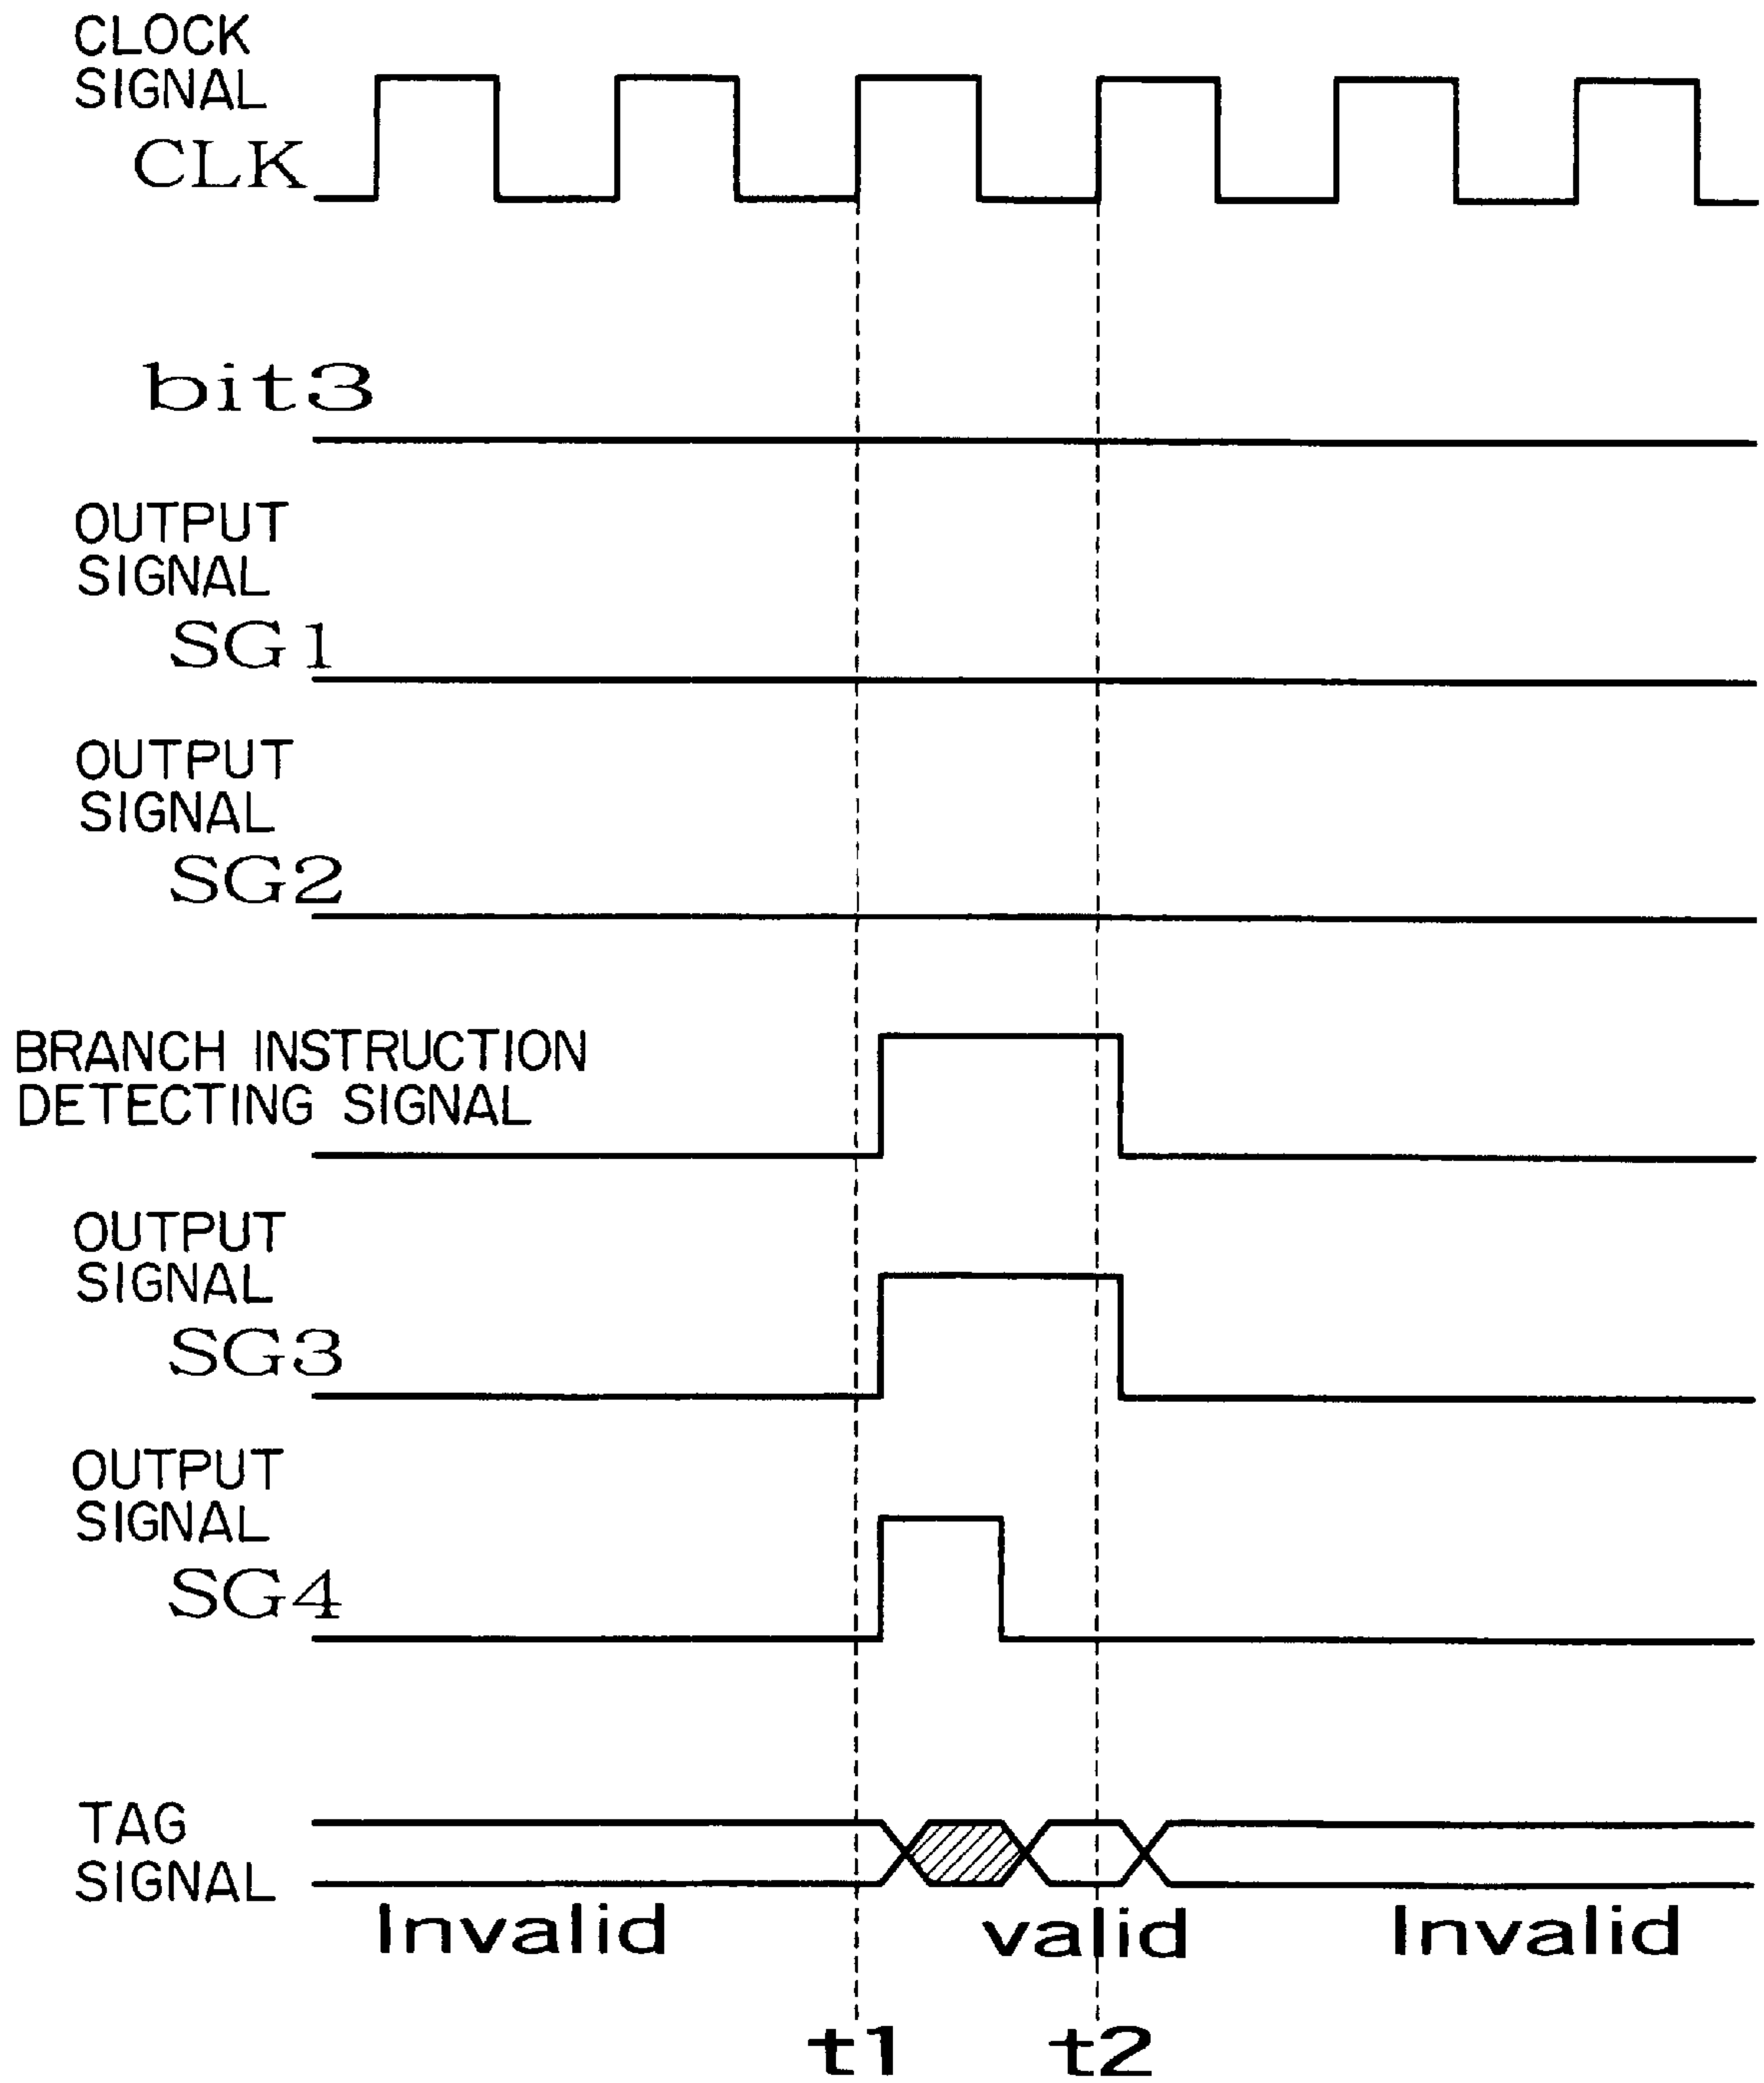 CLOCK
SIGNAL
CLK
bit3
OUTPUT
SIGNAL
SG1
OUTPUT
SIGNAL
SG2
BRANCH INSTRUCTION
DETECTING SIGNAL
OUTPUT
SIGNAL
SG3
OUTPUT
SIGNAL
SG4
TAG
SIGNAL
Invalid valid Invalid
t1 t2